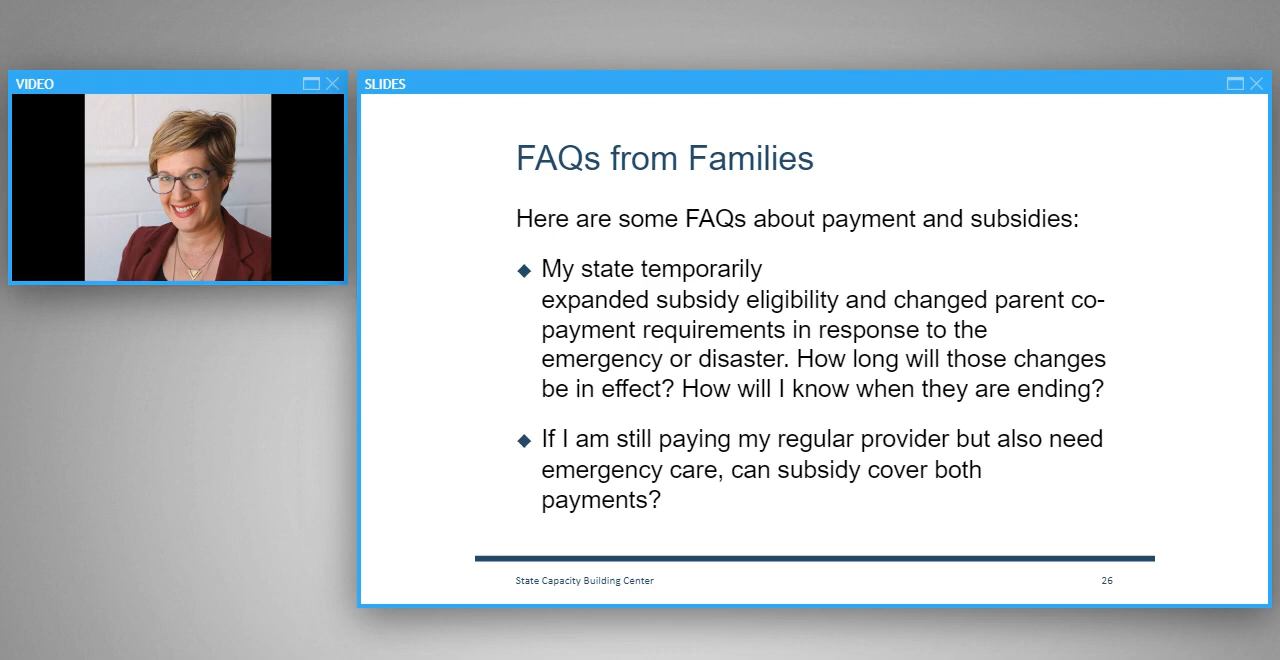 VIDEO
SLIDES
FAQs from Families
Here are some FAQs about payment and subsidies:
◆ My state temporarily
expanded subsidy eligibility and changed parent co-
payment requirements in response to the
emergency or disaster. How long will those changes
be in effect? How will I know when they are ending?
◆ If I am still paying my regular provider but also need
emergency care, can subsidy cover both
payments?
State Capacity Building Center
26